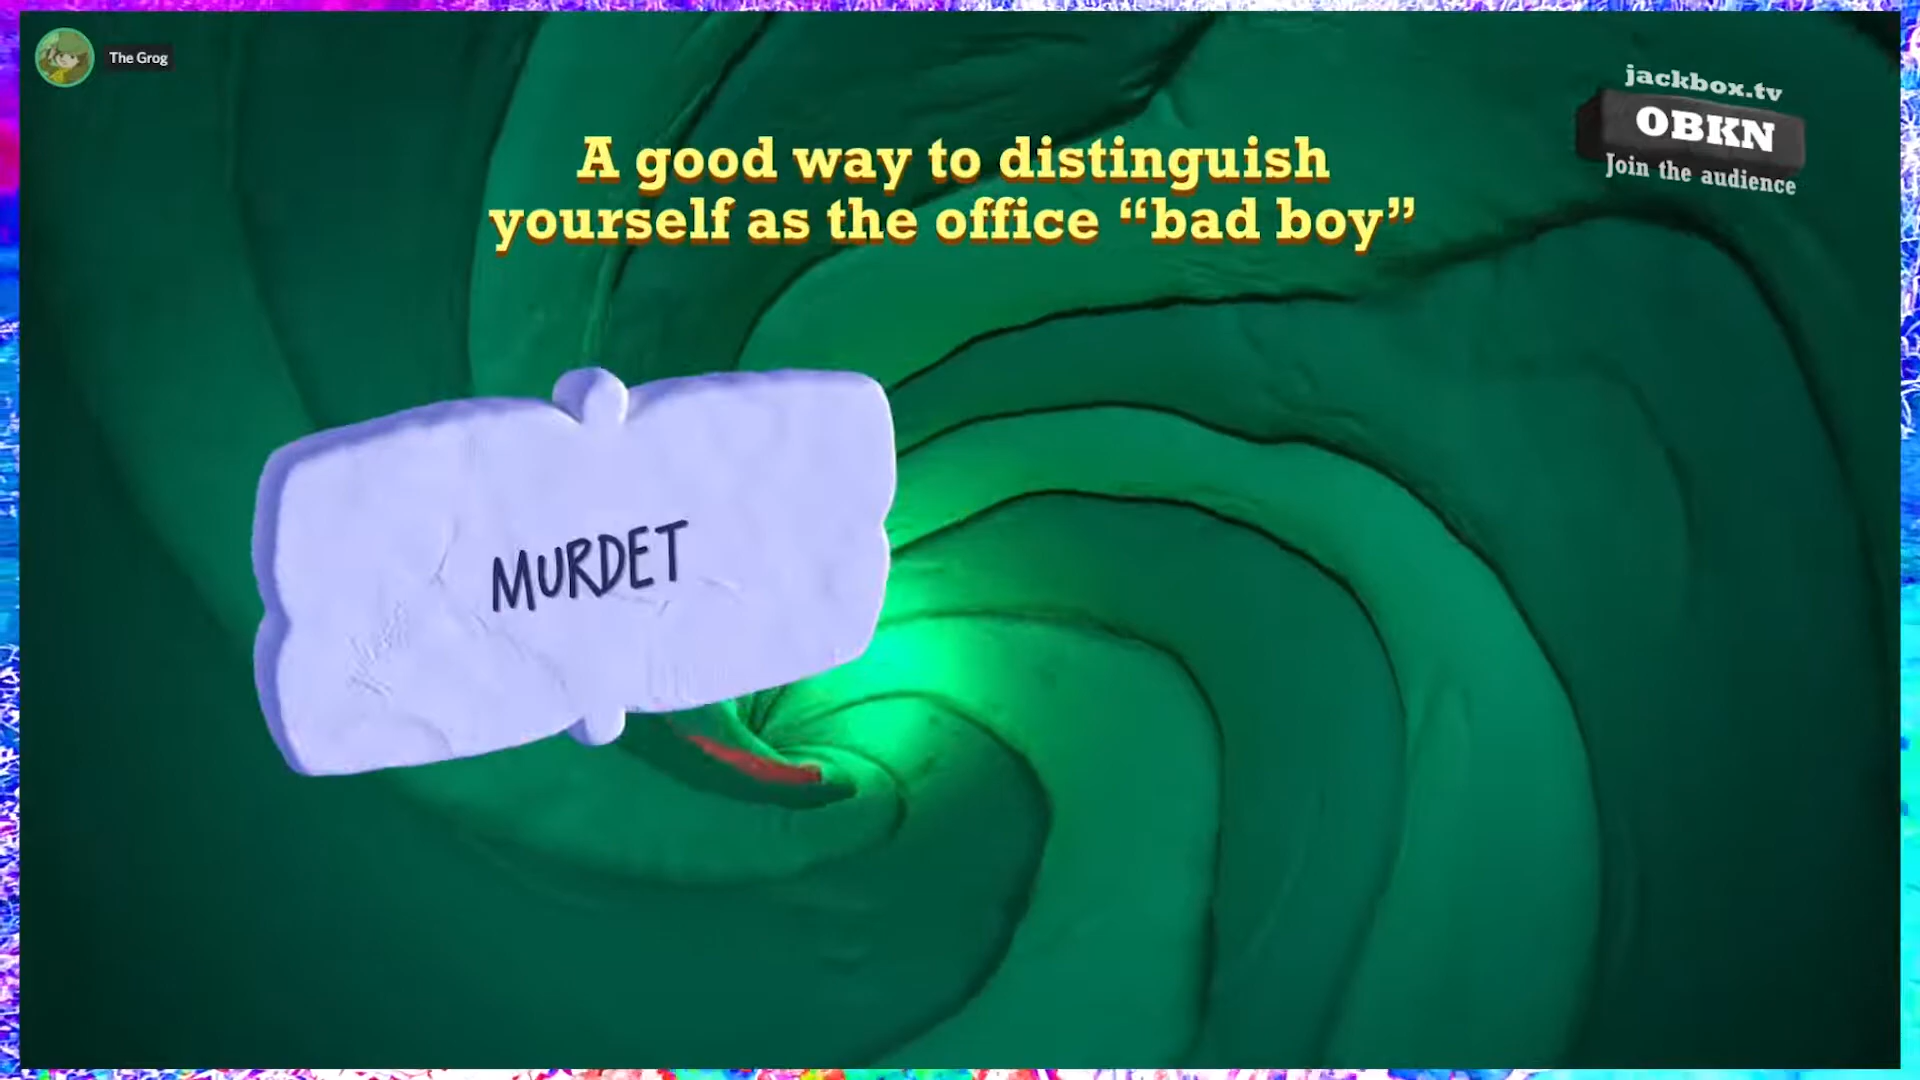 The Grog
jackbox.tv
OBKN
Join the audience
A good way to distinguish
yourself as the office “bad boy”
MURDET